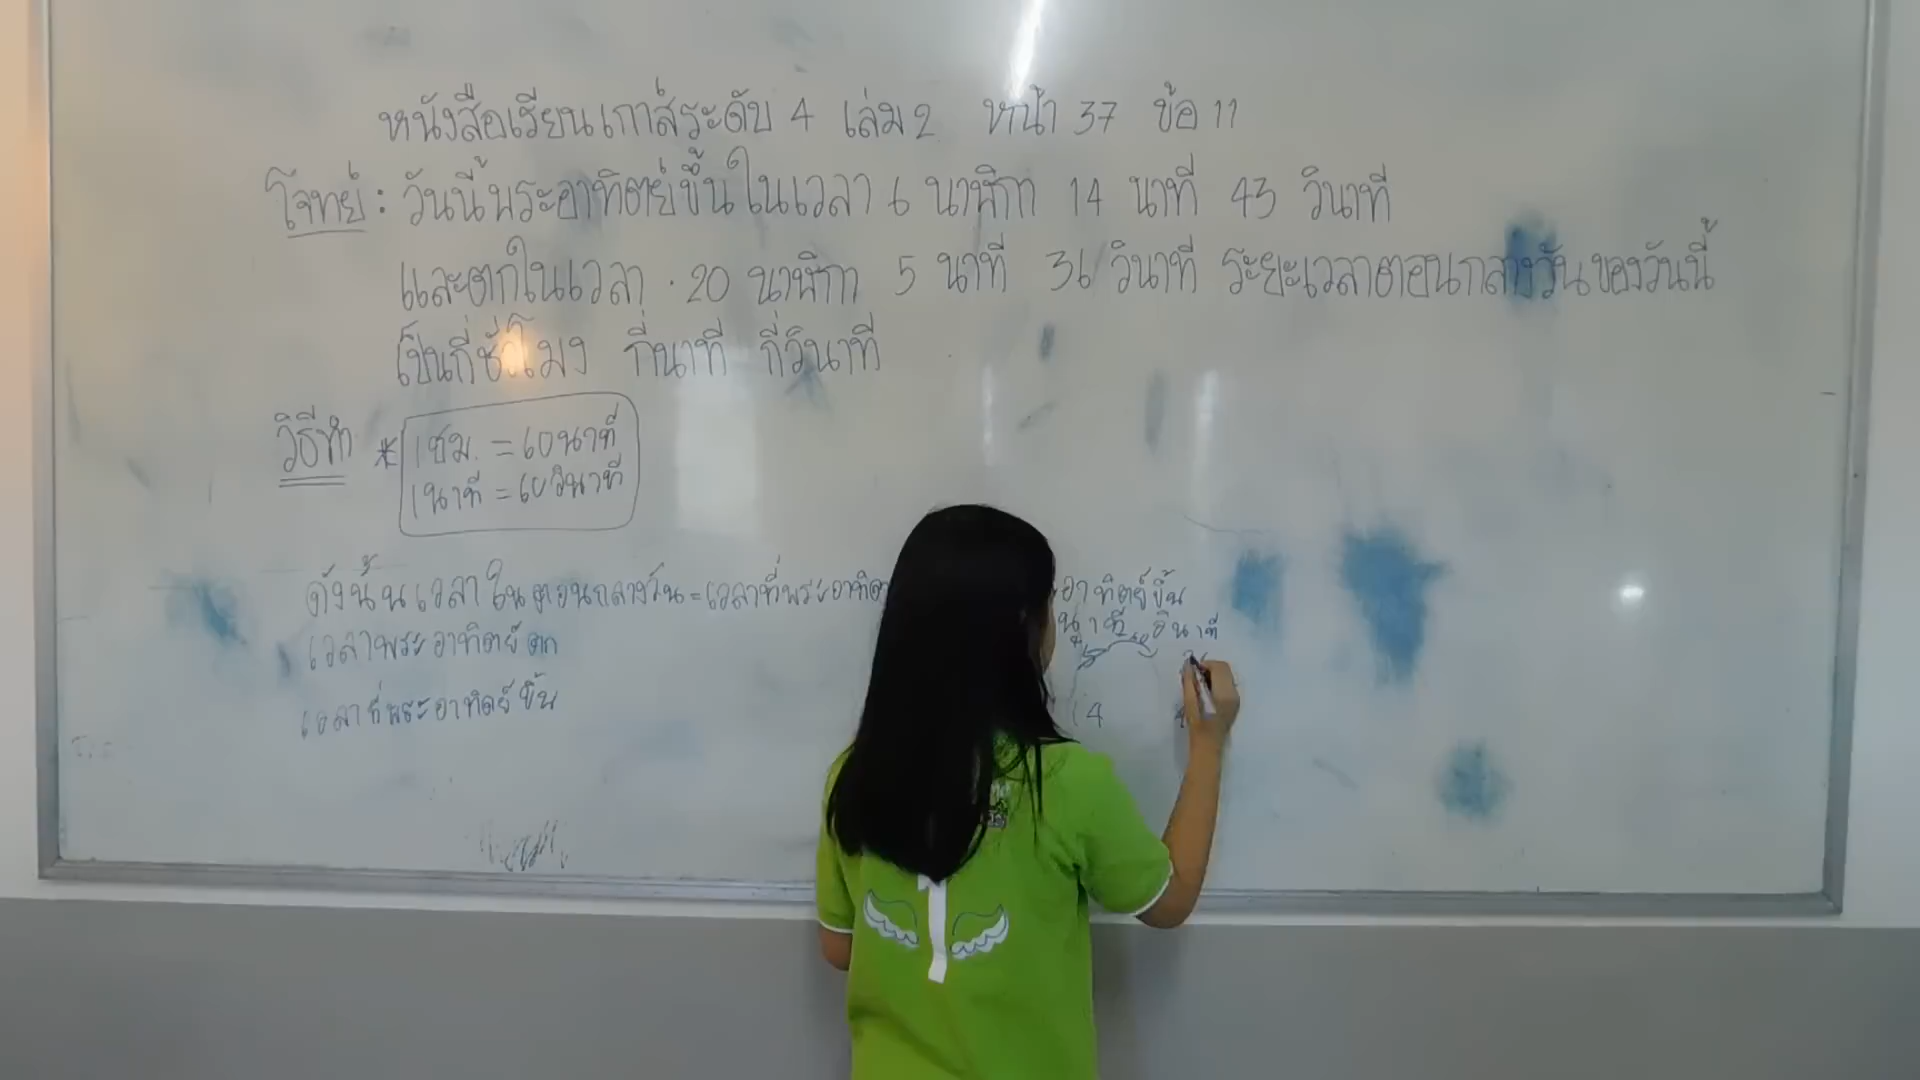 หนังสือเรียนเกาส์ระดับ 4 เล่ม 2 หน้า 37 ข้อ 11
โจทย์ : วันนี้พระอาทิตย์ขึ้นในเวลา 6 นาฬิกา 14 นาที 43 วินาที
และตกในเวลา 20 นาฬิกา 5 นาที 36 วินาที ระยะเวลาตอนกลางวันของวันนี้
เป็นกี่ชั่วโมง กี่นาที กี่วินาที
วิธีทำ * 1 ชม. = 60 นาที
1 นาที = 60 วินาที
ดังนั้นเวลาในตอนกลางวัน = เวลาที่พระอาทิต อาทิตย์ขึ้น
นาที วินาที
เวลาพระอาทิตย์ตก
เวลาที่พระอาทิตย์ขึ้น 14